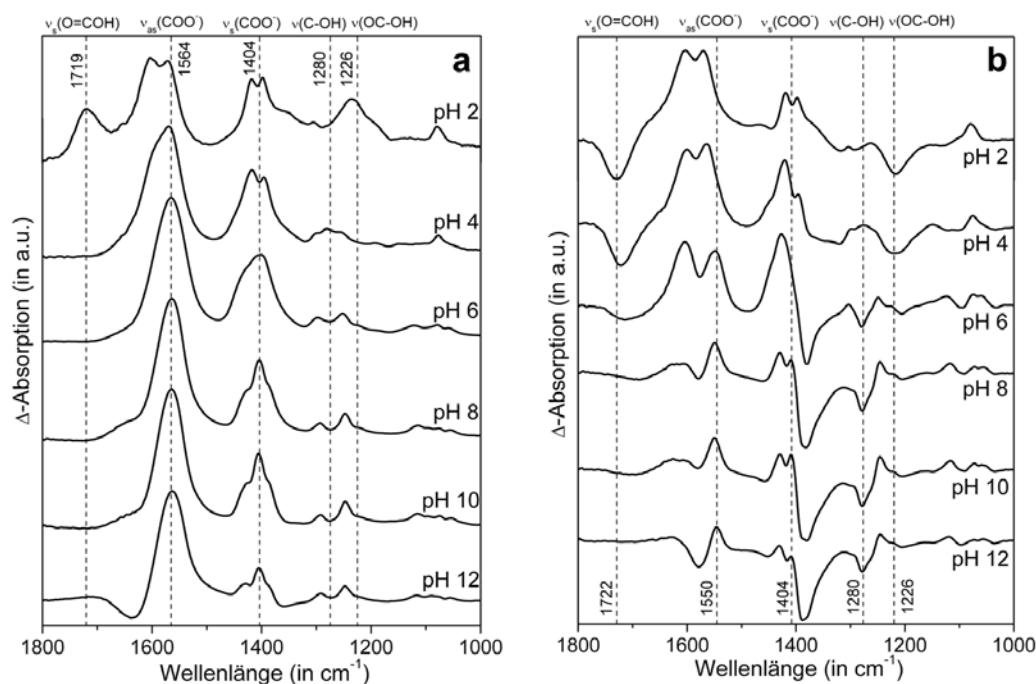 νs(O=COH) νas(COO⁻) νs(COO⁻) ν(C-OH) ν(OC-OH)
1719
1564
1404
1280
1226
a
pH 2
pH 4
pH 6
pH 8
pH 10
pH 12
Δ-Absorption (in a.u.)
1800 1600 1400 1200 1000
Wellenlänge (in cm⁻¹)
νs(O=COH) νas(COO⁻) νs(COO⁻) ν(C-OH) ν(OC-OH)
b
pH 2
pH 4
pH 6
pH 8
pH 10
pH 12
1722
1550
1404
1280
1226
Δ-Absorption (in a.u.)
1800 1600 1400 1200 1000
Wellenlänge (in cm⁻¹)